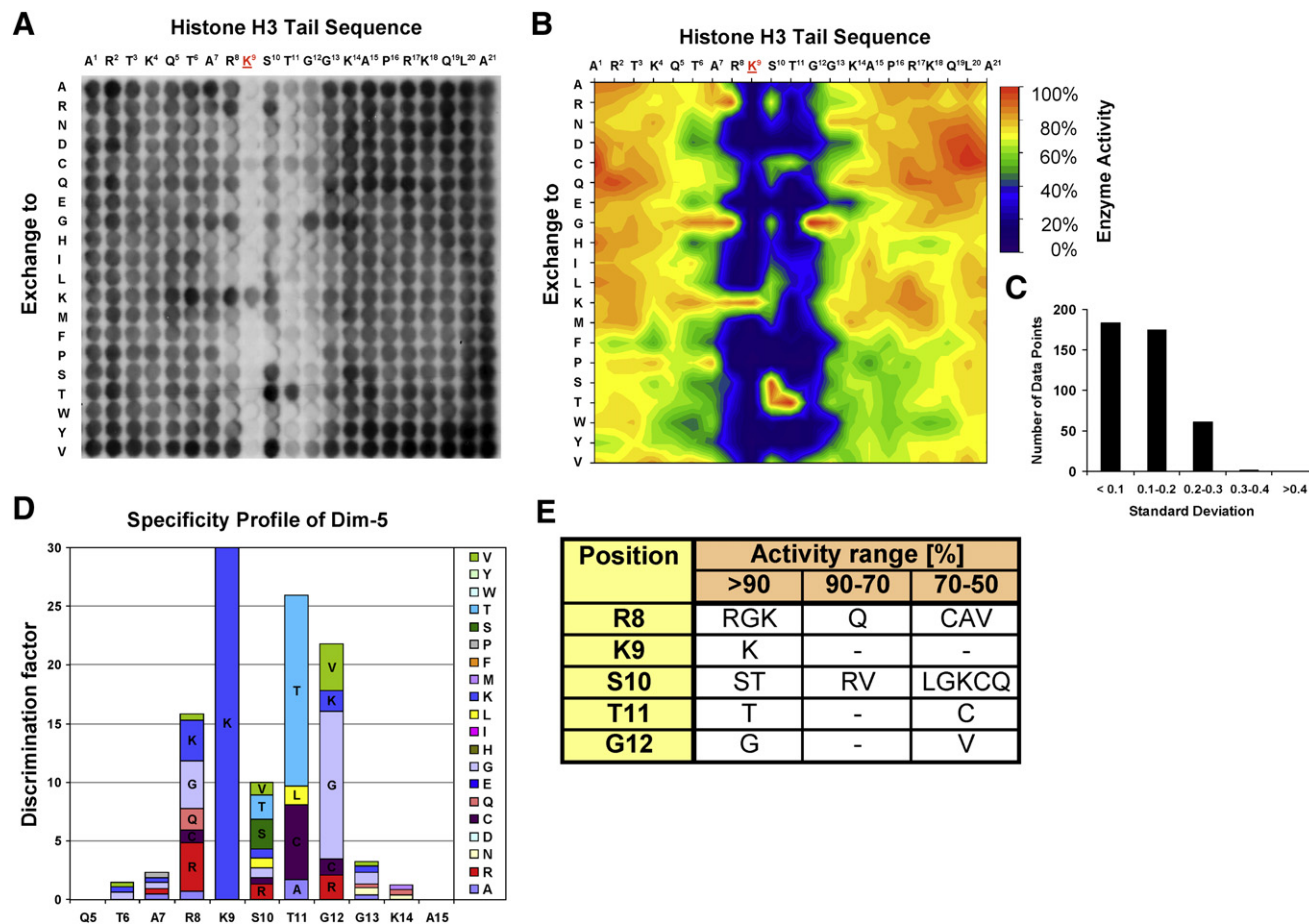 A
Histone H3 Tail Sequence
A¹ R² T³ K⁴ Q⁵ T⁶ A⁷ R⁸ K⁹ S¹⁰ T¹¹ G¹² G¹³ K¹⁴ A¹⁵ P¹⁶ R¹⁷ K¹⁸ Q¹⁹ L²⁰ A²¹
Exchange to
A
R
N
D
C
Q
E
G
H
I
L
K
M
F
P
S
T
W
Y
V
B
Histone H3 Tail Sequence
A¹ R² T³ K⁴ Q⁵ T⁶ A⁷ R⁸ K⁹ S¹⁰ T¹¹ G¹² G¹³ K¹⁴ A¹⁵ P¹⁶ R¹⁷ K¹⁸ Q¹⁹ L²⁰ A²¹
Exchange to
A
R
N
D
C
Q
E
G
H
I
L
K
M
F
P
S
T
W
Y
V
100%
80%
60%
40%
20%
0%
Enzyme Activity
C
Number of Data Points
200
150
100
50
0
< 0.1 0.1-0.2 0.2-0.3 0.3-0.4 >0.4
Standard Deviation
D
Specificity Profile of Dim-5
Discrimination factor
30
25
20
15
10
5
0
K
G
Q
C
R
K
V
T
S
R
T
L
C
A
V
K
G
C
R
Q5 T6 A7 R8 K9 S10 T11 G12 G13 K14 A15
V
Y
W
T
S
P
F
M
K
L
I
H
G
E
Q
C
D
N
R
A
E
Position Activity range [%]
>90 90-70 70-50
R8 RGK Q CAV
K9 K - -
S10 ST RV LGKCQ
T11 T - C
G12 G - V